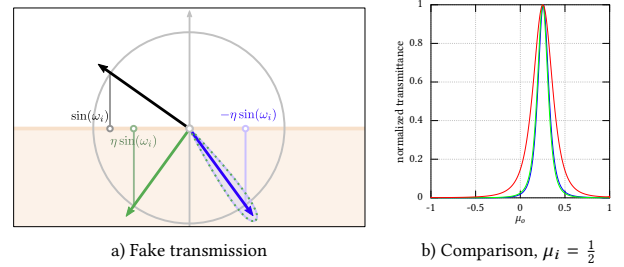 sin(ω_i)
η sin(ω_i)
−η sin(ω_i)
a) Fake transmission
normalized transmittance
1
0.8
0.6
0.4
0.2
0
-1 -0.5 0 0.5 1
μ_o
b) Comparison, μ_i = 1/2